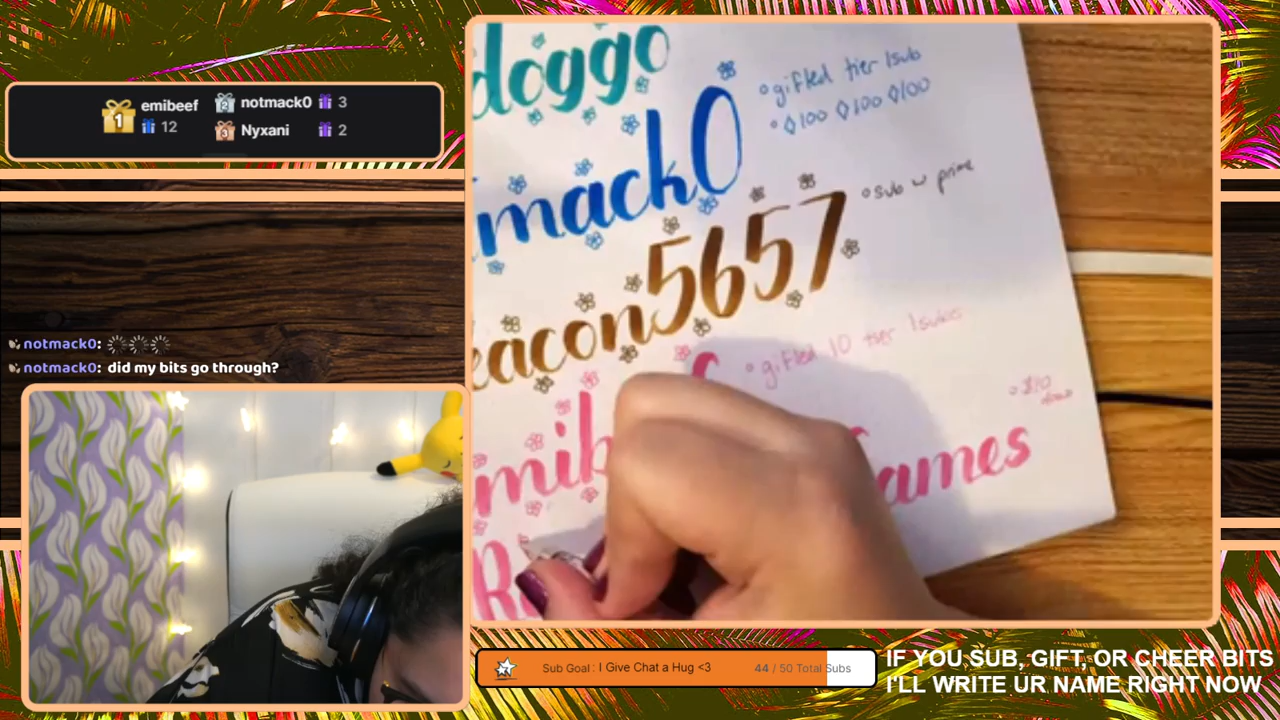 emibeef
12
notmack0 3
Nyxani 2
notmack0:
notmack0: did my bits go through?
doggo
mack0
gifted tier 1 sub
100 100 100
eacon5657
sub w prime
gifted 10 tier 1 subs
mib
ames
$10
R
Sub Goal : I Give Chat a Hug <3 44 / 50 Total Subs
IF YOU SUB, GIFT, OR CHEER BITS
I'LL WRITE UR NAME RIGHT NOW